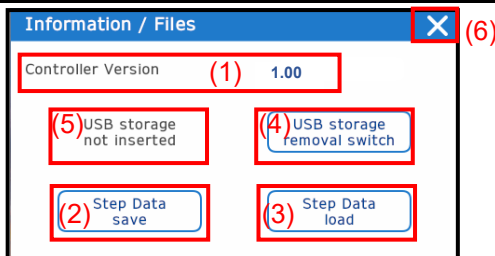 Information / Files
(6)
Controller Version (1) 1.00
(5) USB storage
not inserted
(4) USB storage
removal switch
(2) Step Data
save
(3) Step Data
load